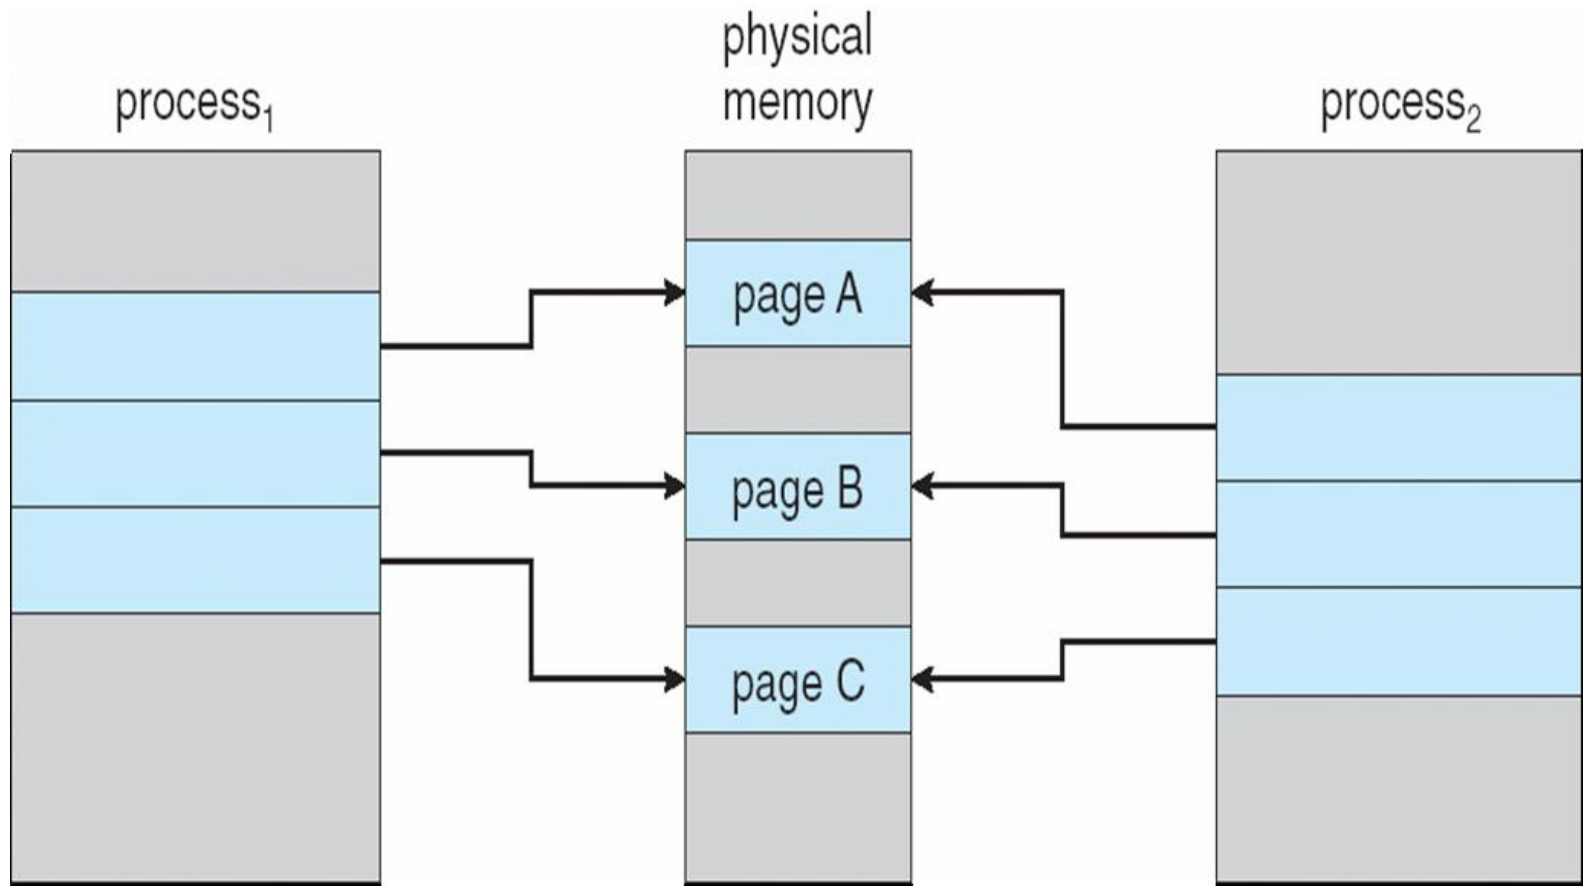 physical
memory
process₁
process₂
page A
page B
page C